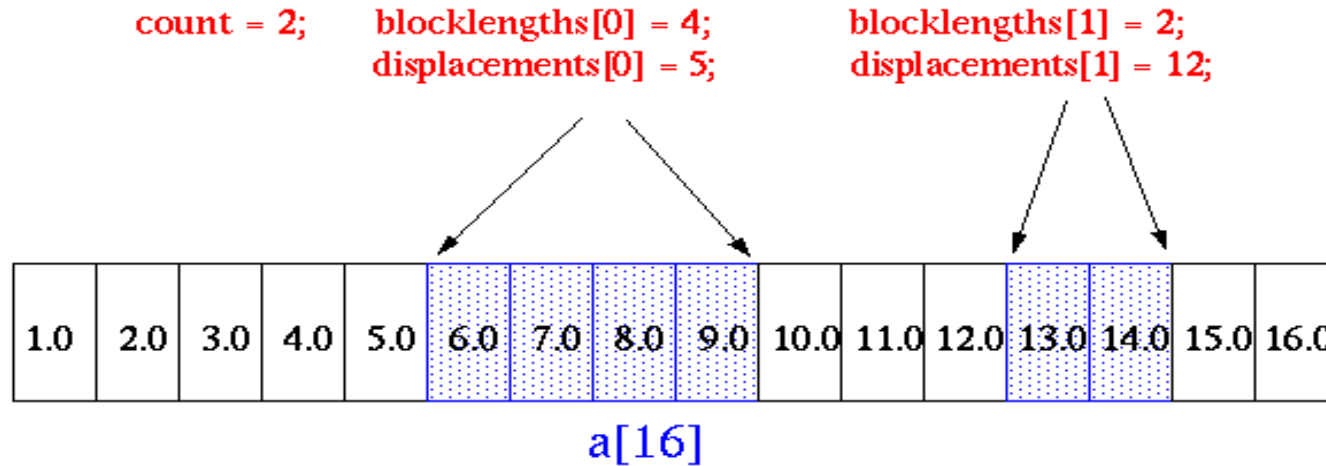 count = 2; blocklengths[0] = 4; blocklengths[1] = 2;
displacements[0] = 5; displacements[1] = 12;
1.0 2.0 3.0 4.0 5.0 6.0 7.0 8.0 9.0 10.0 11.0 12.0 13.0 14.0 15.0 16.0
a[16]